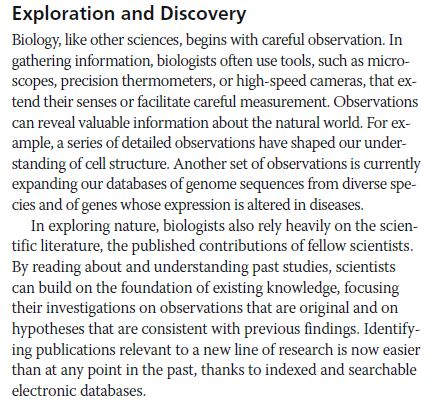 Exploration and Discovery
Biology, like other sciences, begins with careful observation. In
gathering information, biologists often use tools, such as micro-
scopes, precision thermometers, or high-speed cameras, that ex-
tend their senses or facilitate careful measurement. Observations
can reveal valuable information about the natural world. For ex-
ample, a series of detailed observations have shaped our under-
standing of cell structure. Another set of observations is currently
expanding our databases of genome sequences from diverse spe-
cies and of genes whose expression is altered in diseases.
In exploring nature, biologists also rely heavily on the scien-
tific literature, the published contributions of fellow scientists.
By reading about and understanding past studies, scientists
can build on the foundation of existing knowledge, focusing
their investigations on observations that are original and on
hypotheses that are consistent with previous findings. Identify-
ing publications relevant to a new line of research is now easier
than at any point in the past, thanks to indexed and searchable
electronic databases.